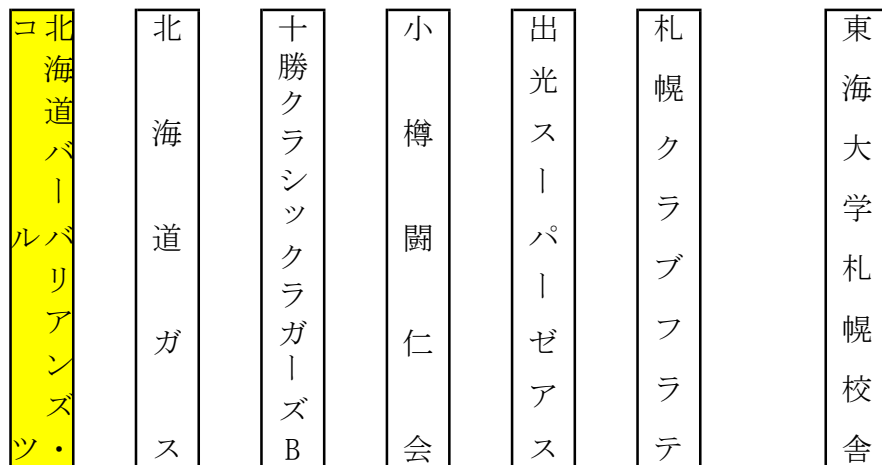 東海大学札幌校舎
札幌クラブフラテ
出光スーパーゼアス
小樽闘仁会
十勝クラシックラガーズB
北海道ガス
北海道バーバリアンズ・
コルツ